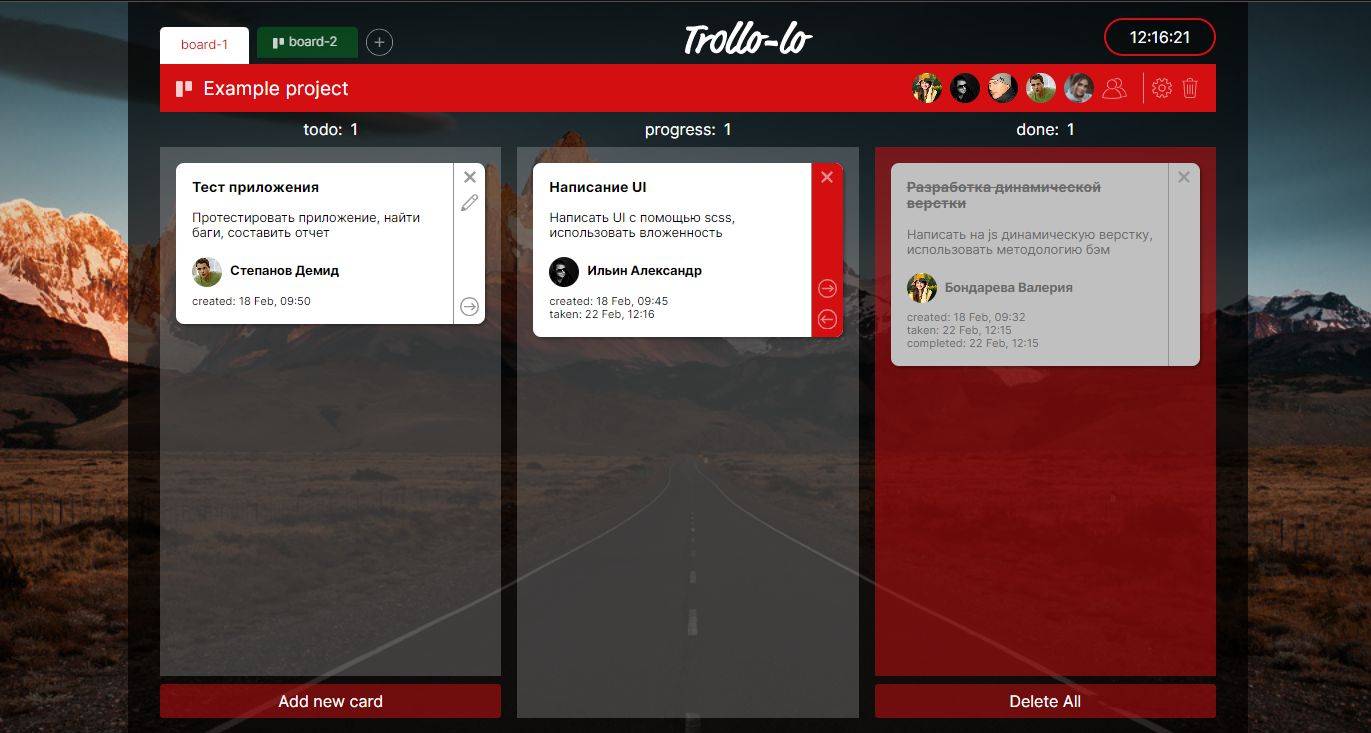 board-1
board-2
Trollo-lo
12:16:21
Example project
todo: 1
progress: 1
done: 1
Тест приложения
Протестировать приложение, найти
баги, составить отчет
Степанов Демид
created: 18 Feb, 09:50
Написание UI
Написать UI с помощью scss,
использовать вложенность
Ильин Александр
created: 18 Feb, 09:45
taken: 22 Feb, 12:16
Разработка динамической
верстки
Написать на js динамическую верстку,
использовать методологию бэм
Бондарева Валерия
created: 18 Feb, 09:32
taken: 22 Feb, 12:15
completed: 22 Feb, 12:15
Add new card
Delete All